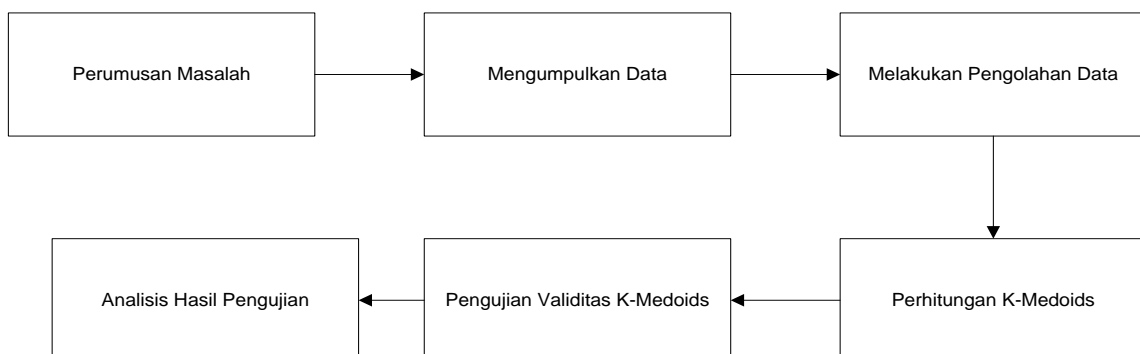 Perumusan Masalah
Mengumpulkan Data
Melakukan Pengolahan Data
Perhitungan K-Medoids
Pengujian Validitas K-Medoids
Analisis Hasil Pengujian